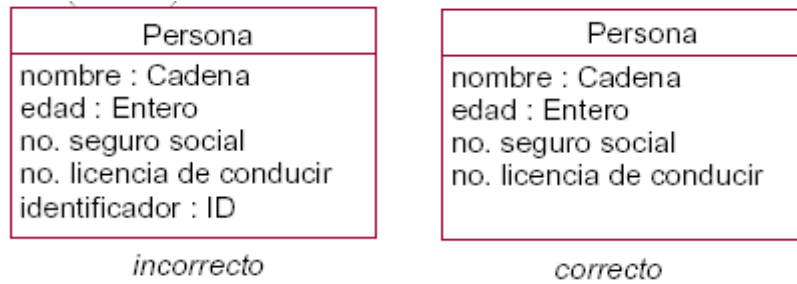 Persona
nombre : Cadena
edad : Entero
no. seguro social
no. licencia de conducir
identificador : ID
incorrecto
Persona
nombre : Cadena
edad : Entero
no. seguro social
no. licencia de conducir
correcto